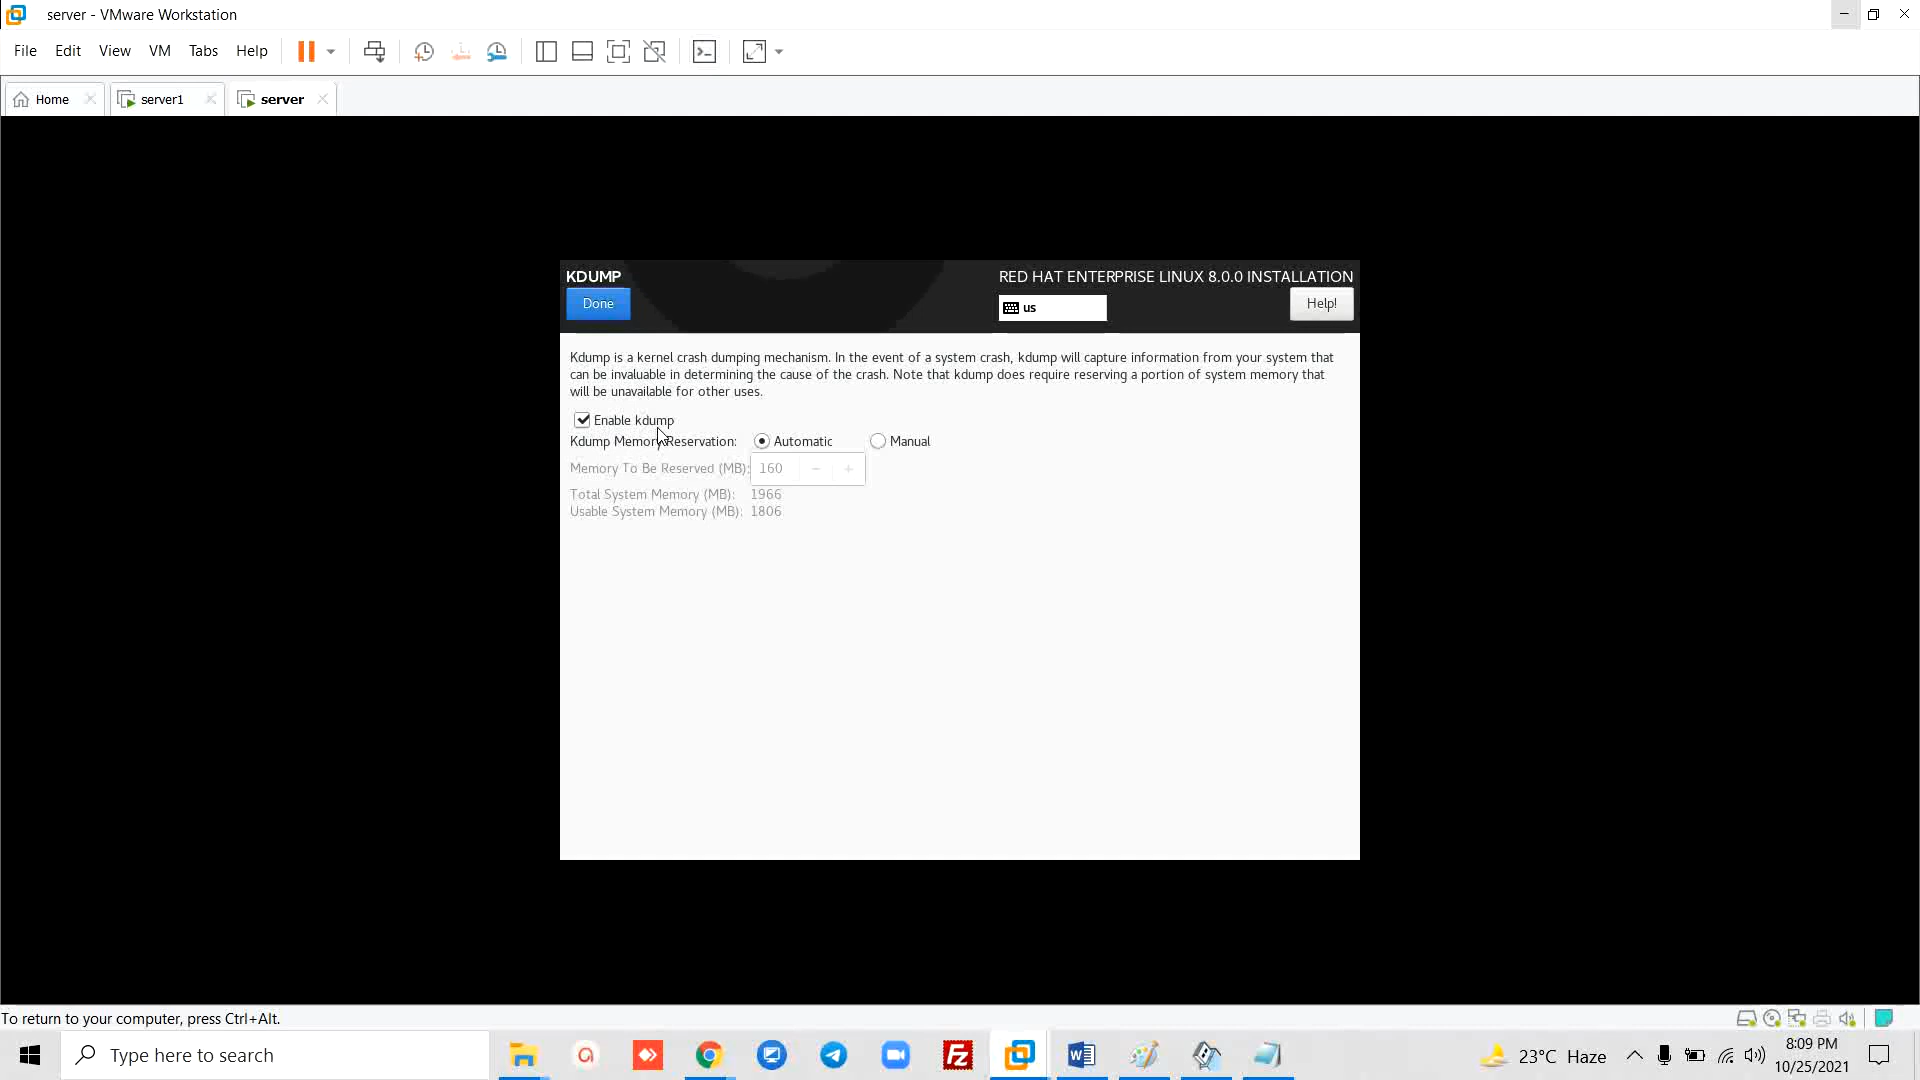 server - VMware Workstation
File Edit View VM Tabs Help
Home server1 server
KDUMP RED HAT ENTERPRISE LINUX 8.0.0 INSTALLATION
Done us Help!
Kdump is a kernel crash dumping mechanism. In the event of a system crash, kdump will capture information from your system that
can be invaluable in determining the cause of the crash. Note that kdump does require reserving a portion of system memory that
will be unavailable for other uses.
Enable kdump
Kdump Memory Reservation: Automatic Manual
Memory To Be Reserved (MB): 160 - +
Total System Memory (MB): 1966
Usable System Memory (MB): 1806
To return to your computer, press Ctrl+Alt.
Type here to search 23°C Haze 8:09 PM
10/25/2021